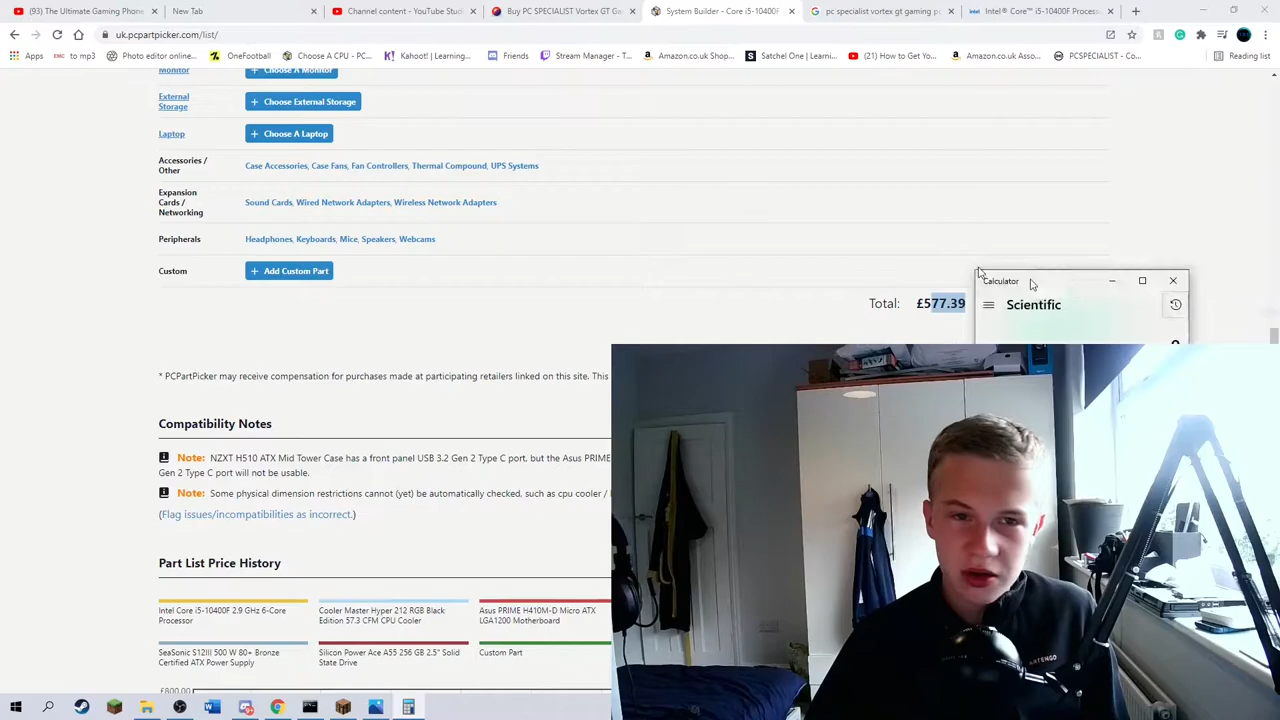 (93) The Ultimate Gaming Phone
New Tab
Channel content - YouTube Stud
Buy PC SPECIALIST Vortex GT Ga
System Builder - Core i5-10400F
pc specialist vortex gt gaming pc
Intel® Core™ i5-10400F Process
uk.pcpartpicker.com/list/
Apps
to mp3
Photo editor online...
OneFootball
Choose A CPU - PC...
Kahoot! | Learning...
Friends
Stream Manager - T...
Amazon.co.uk Shop...
Satchel One | Learni...
(21) How to Get Yo...
Amazon.co.uk Asso...
PCSPECIALIST - Co...
Reading list
Monitor
+ Choose A Monitor
External
Storage
+ Choose External Storage
Laptop
+ Choose A Laptop
Accessories /
Other
Case Accessories, Case Fans, Fan Controllers, Thermal Compound, UPS Systems
Expansion
Cards /
Networking
Sound Cards, Wired Network Adapters, Wireless Network Adapters
Peripherals
Headphones, Keyboards, Mice, Speakers, Webcams
Custom
+ Add Custom Part
Total: £577.39
Calculator
Scientific
* PCPartPicker may receive compensation for purchases made at participating retailers linked on this site. This
Compatibility Notes
Note: NZXT H510 ATX Mid Tower Case has a front panel USB 3.2 Gen 2 Type C port, but the Asus PRIME
Gen 2 Type C port will not be usable.
Note: Some physical dimension restrictions cannot (yet) be automatically checked, such as cpu cooler /
(Flag issues/incompatibilities as incorrect.)
Part List Price History
Intel Core i5-10400F 2.9 GHz 6-Core
Processor
Cooler Master Hyper 212 RGB Black
Edition 57.3 CFM CPU Cooler
Asus PRIME H410M-D Micro ATX
LGA1200 Motherboard
SeaSonic S12III 500 W 80+ Bronze
Certified ATX Power Supply
Silicon Power Ace A55 256 GB 2.5" Solid
State Drive
Custom Part
£800.00
ARTENGO